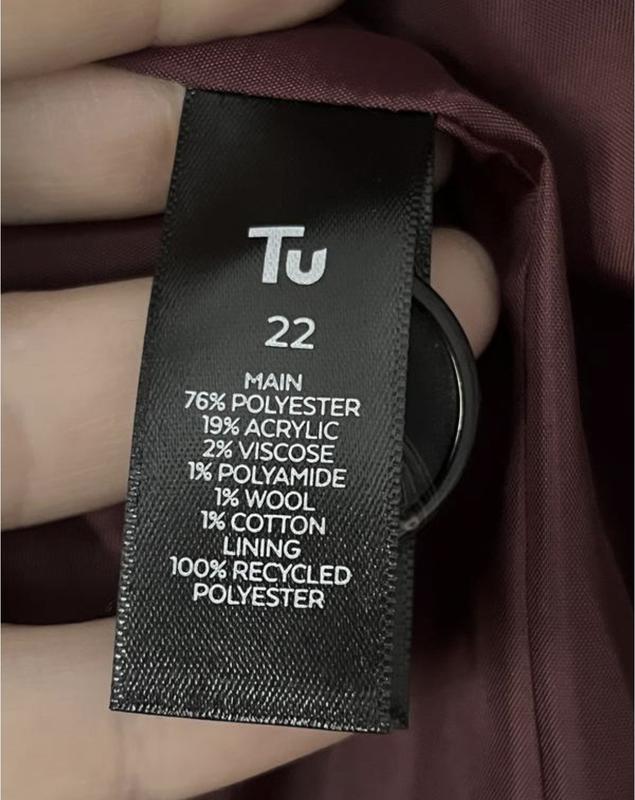 Tu
22
MAIN
76% POLYESTER
19% ACRYLIC
2% VISCOSE
1% POLYAMIDE
1% WOOL
1% COTTON
LINING
100% RECYCLED
POLYESTER